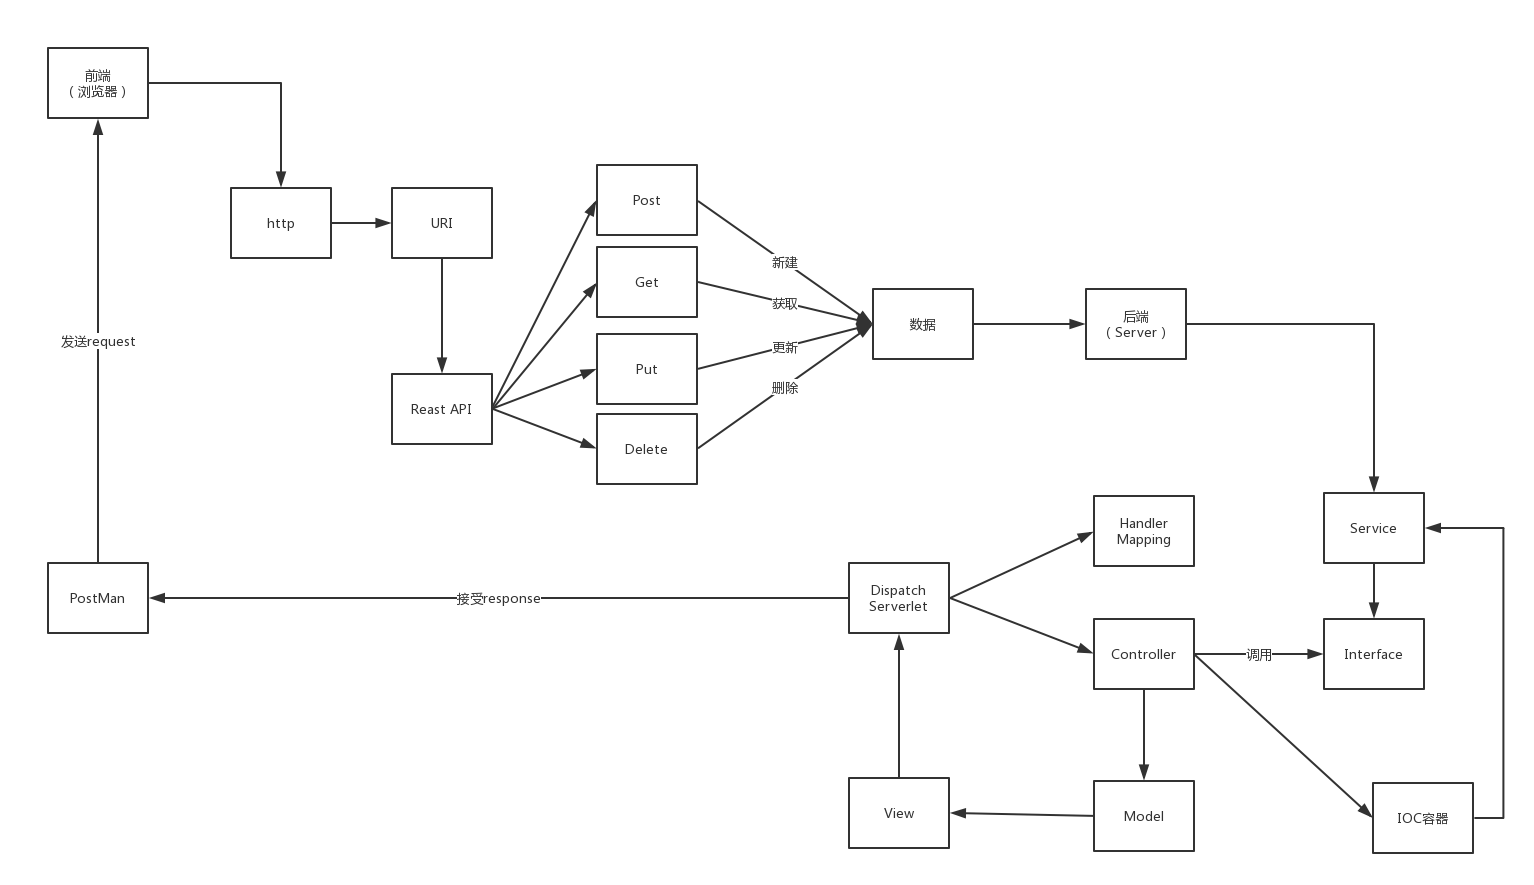 前端
（浏览器）
http
URI
Post
Get
Put
Delete
新建
获取
更新
删除
数据
后端
（Server）
发送request
Reast API
Handler
Mapping
Service
PostMan
接受response
Dispatch
Serverlet
Controller
调用
Interface
View
Model
IOC容器